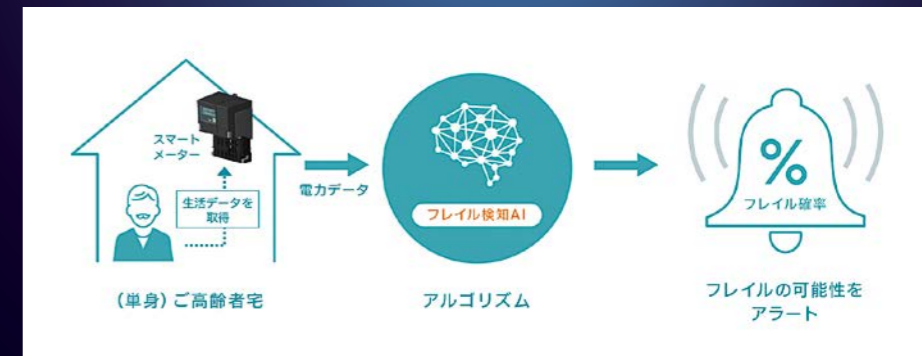 スマート
メーター
生活データを
取得
(単身)ご高齢者宅
電力データ
フレイル検知AI
アルゴリズム
%
フレイル確率
フレイルの可能性を
アラート